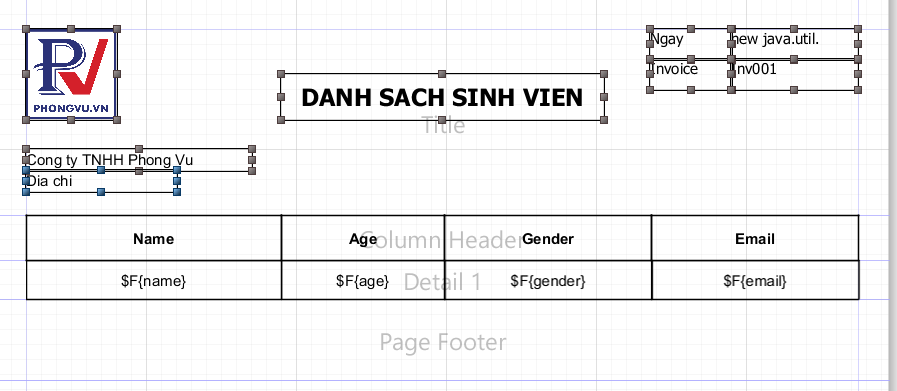 PV
PHONGVU.VN
DANH SACH SINH VIEN
Title
Ngay new java.util.
Invoice Inv001
Cong ty TNHH Phong Vu
Dia chi
Column Header
Name Age Gender Email
Detail 1
$F{name} $F{age} $F{gender} $F{email}
Page Footer